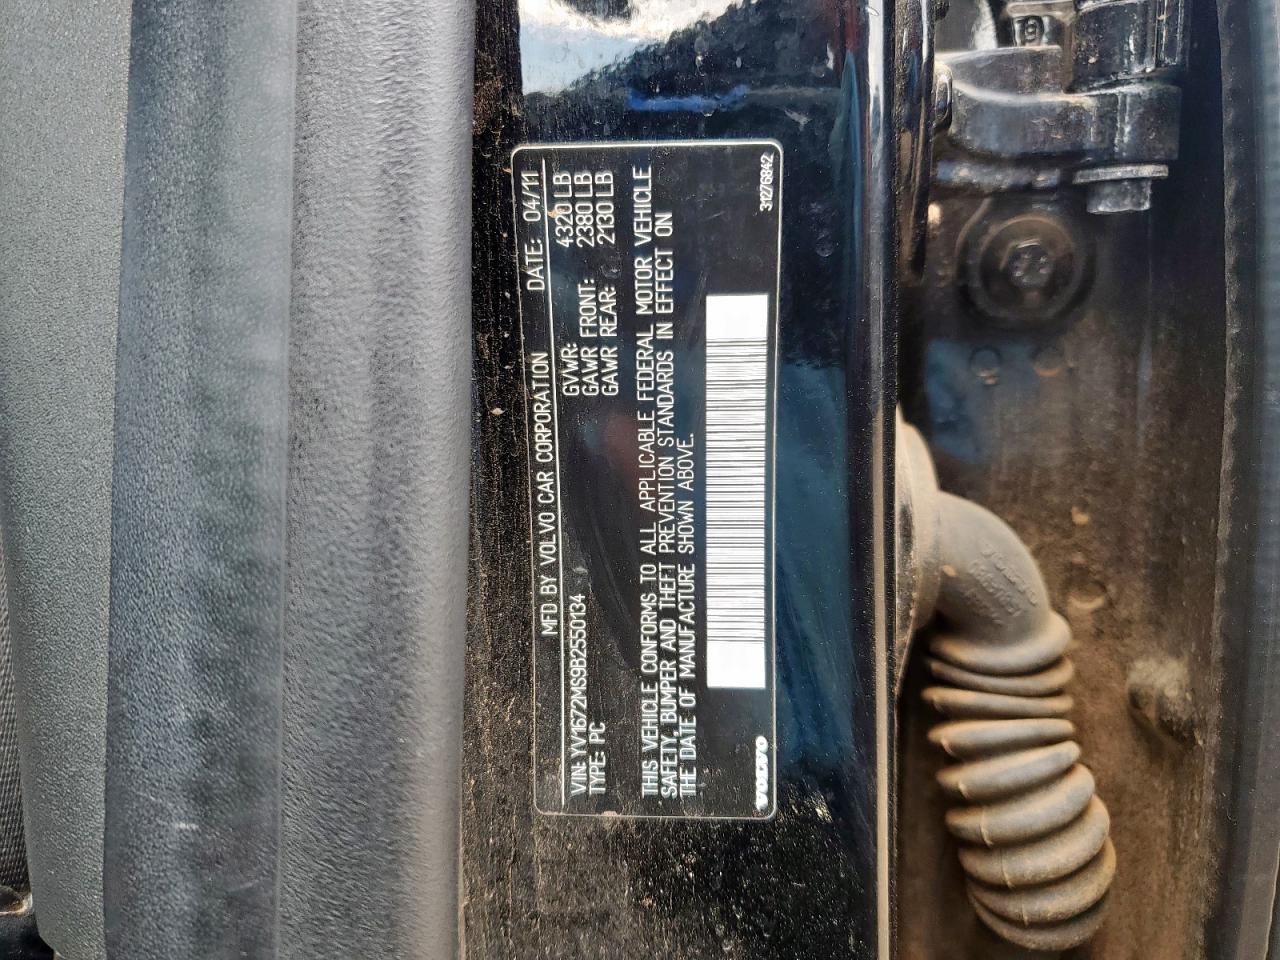 MFD BY VOLVO CAR CORPORATION DATE: 04/11
VIN: YV1672MS9B2550134 GVWR: 4320 LB
TYPE: PC GAWR FRONT: 2380 LB
GAWR REAR: 2130 LB
THIS VEHICLE CONFORMS TO ALL APPLICABLE FEDERAL MOTOR VEHICLE
SAFETY, BUMPER AND THEFT PREVENTION STANDARDS IN EFFECT ON
THE DATE OF MANUFACTURE SHOWN ABOVE.
VOLVO 31276842